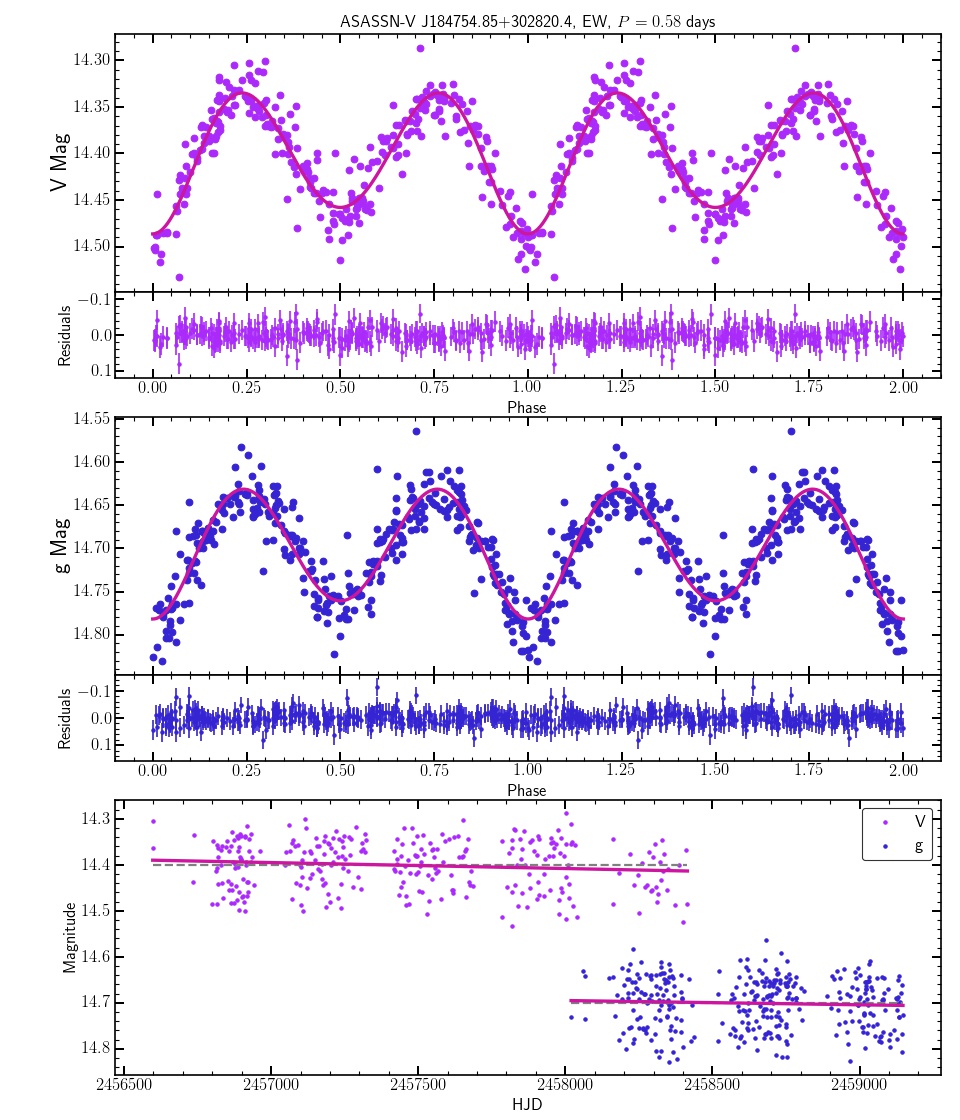 ASASSN-V J184754.85+302820.4, EW, P = 0.58 days
14.30
14.35
14.40
14.45
14.50
V Mag
−0.1
0.0
0.1
Residuals
0.00 0.25 0.50 0.75 1.00 1.25 1.50 1.75 2.00
Phase
14.55
14.60
14.65
14.70
14.75
14.80
g Mag
−0.1
0.0
0.1
Residuals
0.00 0.25 0.50 0.75 1.00 1.25 1.50 1.75 2.00
Phase
14.3
14.4
14.5
14.6
14.7
14.8
Magnitude
V
g
2456500 2457000 2457500 2458000 2458500 2459000
HJD